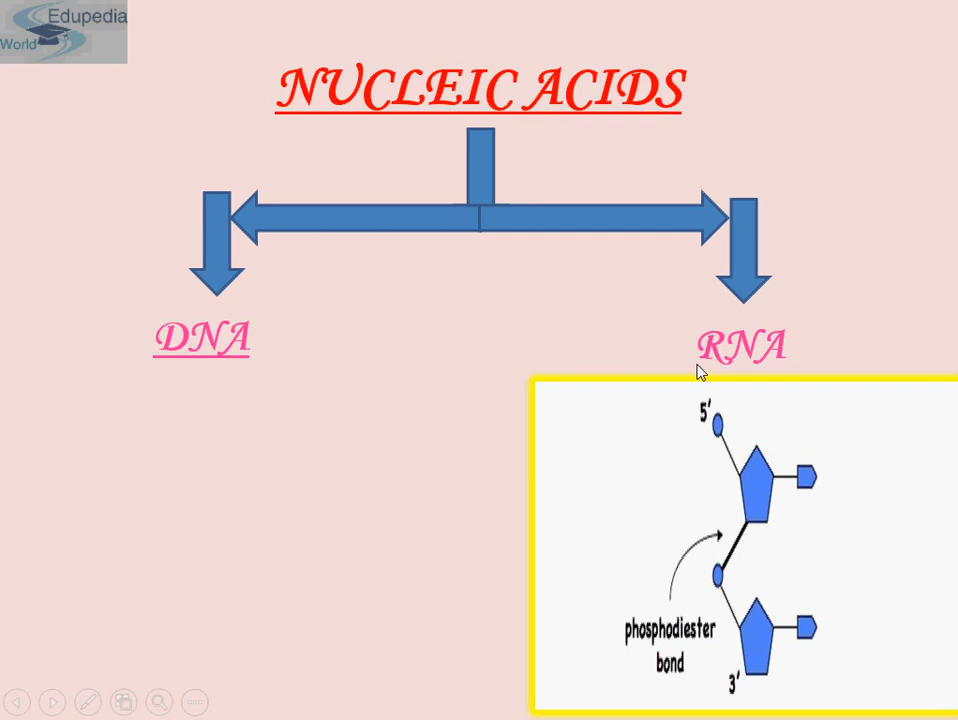 Edupedia
World
NUCLEIC ACIDS
DNA
RNA
5'
phosphodiester
bond
3'